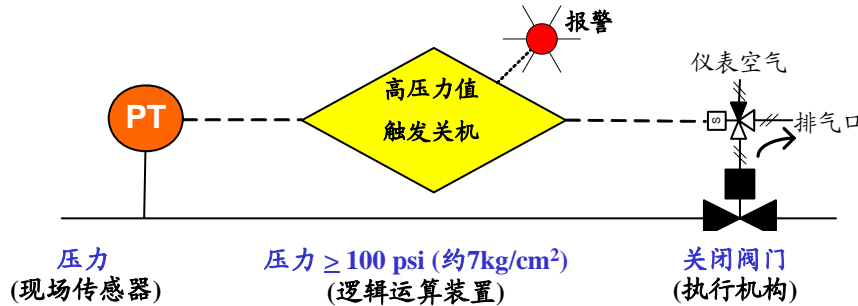 报警
仪表空气
高压力值
触发关机
PT
S
排气口
压力
压力 ≥ 100 psi (约7kg/cm²)
关闭阀门
(现场传感器)
(逻辑运算装置)
(执行机构)